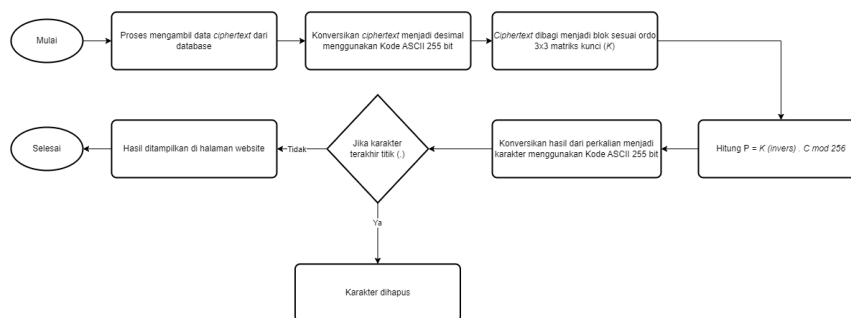 Mulai
Proses mengambil data ciphertext dari
database
Konversikan ciphertext menjadi desimal
menggunakan Kode ASCII 255 bit
Ciphertext dibagi menjadi blok sesuai ordo
3x3 matriks kunci (K)
Hitung P = K (invers) . C mod 256
Konversikan hasil dari perkalian menjadi
karakter menggunakan Kode ASCII 255 bit
Jika karakter
terakhir titik (.)
Tidak
Hasil ditampilkan di halaman website
Selesai
Ya
Karakter dihapus